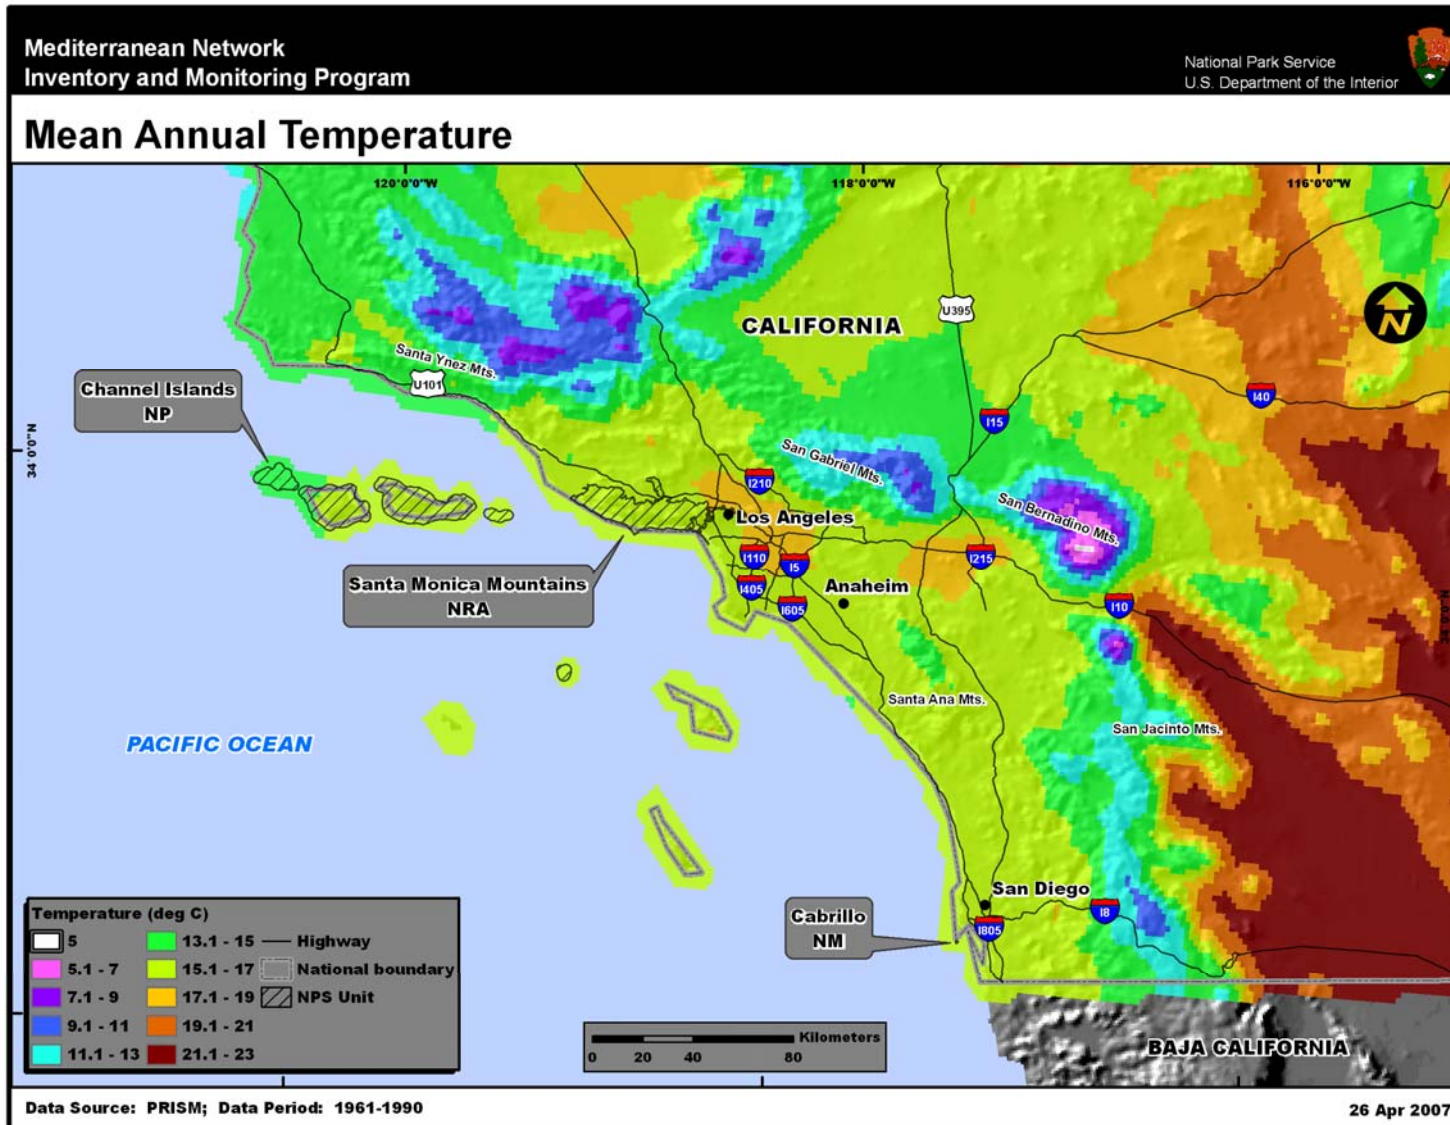 Mediterranean Network
Inventory and Monitoring Program
National Park Service
U.S. Department of the Interior
Mean Annual Temperature
120°0'0"W
118°0'0"W
116°0'0"W
34°0'0"N
CALIFORNIA
U395
N
Santa Ynez Mts.
U101
Channel Islands
NP
I40
I15
San Gabriel Mts.
I210
San Bernadino Mts.
Los Angeles
I110
I5
I215
Santa Monica Mountains
NRA
I405
I605
Anaheim
I10
Santa Ana Mts.
San Jacinto Mts.
PACIFIC OCEAN
San Diego
I8
I805
Cabrillo
NM
BAJA CALIFORNIA
Temperature (deg C)
5
5.1 - 7
7.1 - 9
9.1 - 11
11.1 - 13
13.1 - 15
15.1 - 17
17.1 - 19
19.1 - 21
21.1 - 23
Highway
National boundary
NPS Unit
Kilometers
0 20 40 80
Data Source: PRISM; Data Period: 1961-1990
26 Apr 2007